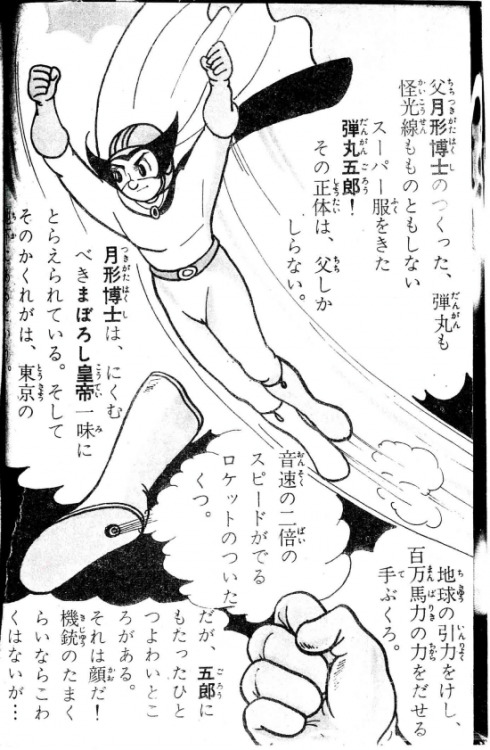 父月形博士のつくった、弾丸も
怪光線もものともしない
スーパー服をきた
弾丸五郎!
その正体は、父しか
しらない。
月形博士は、にくむ
べきまぼろし皇帝一味に
とらえられている。そして
そのかくれがは、東京の
音速の二倍の
スピードがでる
ロケットのついた
くつ。
地球の引力をけし、
百万馬力の力をだせる
手ぶくろ。
だが、五郎に
もたったひと
つよわいとこ
ろがある。
それは顔だ!
機銃のたまく
らいならこわ
くはないが…